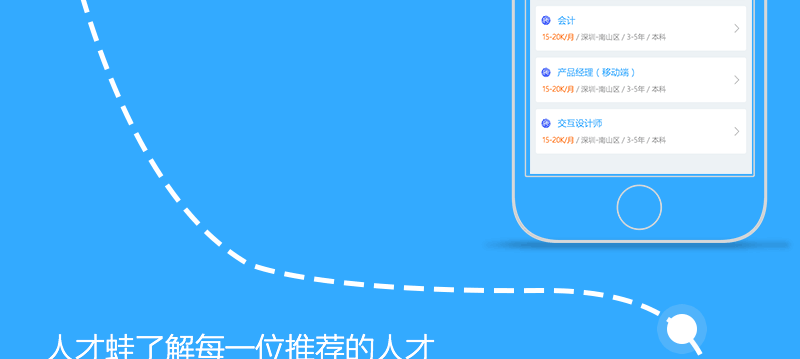 会计
15-20K/月 / 深圳-南山区 / 3-5年 / 本科
产品经理（移动端）
15-20K/月 / 深圳-南山区 / 3-5年 / 本科
交互设计师
15-20K/月 / 深圳-南山区 / 3-5年 / 本科
人才蛙了解每一位推荐的人才